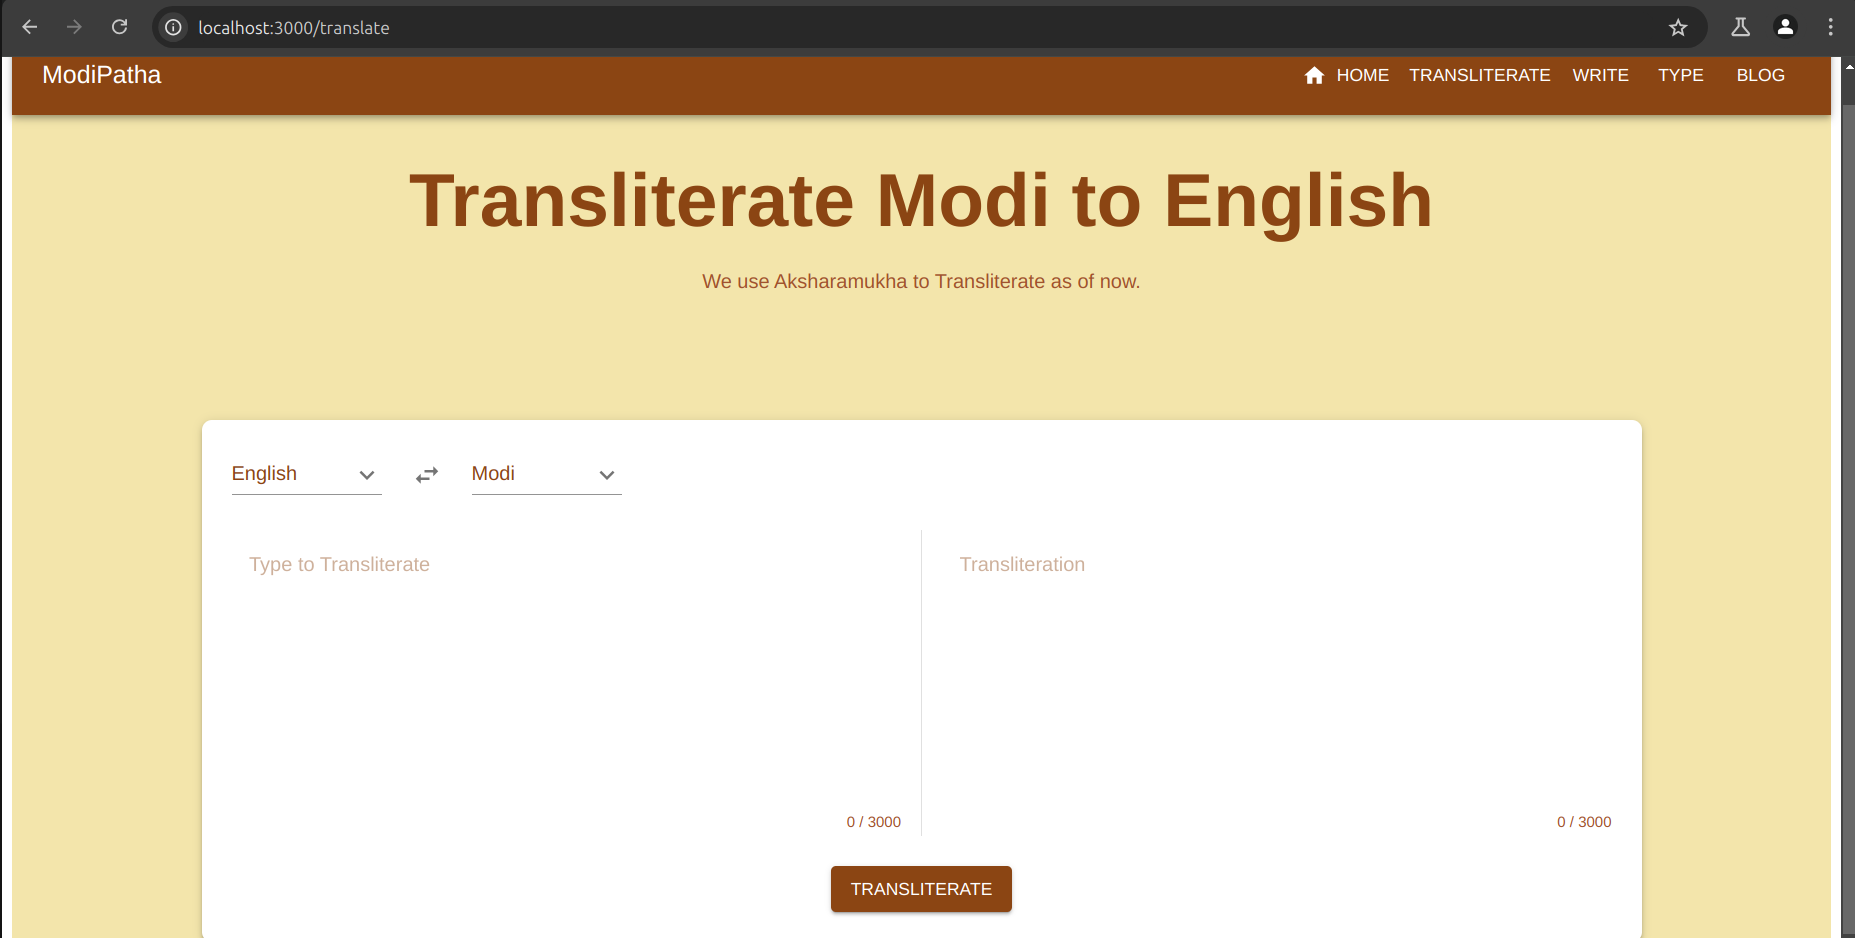 localhost:3000/translate
ModiPatha HOME TRANSLITERATE WRITE TYPE BLOG
Transliterate Modi to English
We use Aksharamukha to Transliterate as of now.
English Modi
Type to Transliterate Transliteration
0 / 3000 0 / 3000
TRANSLITERATE